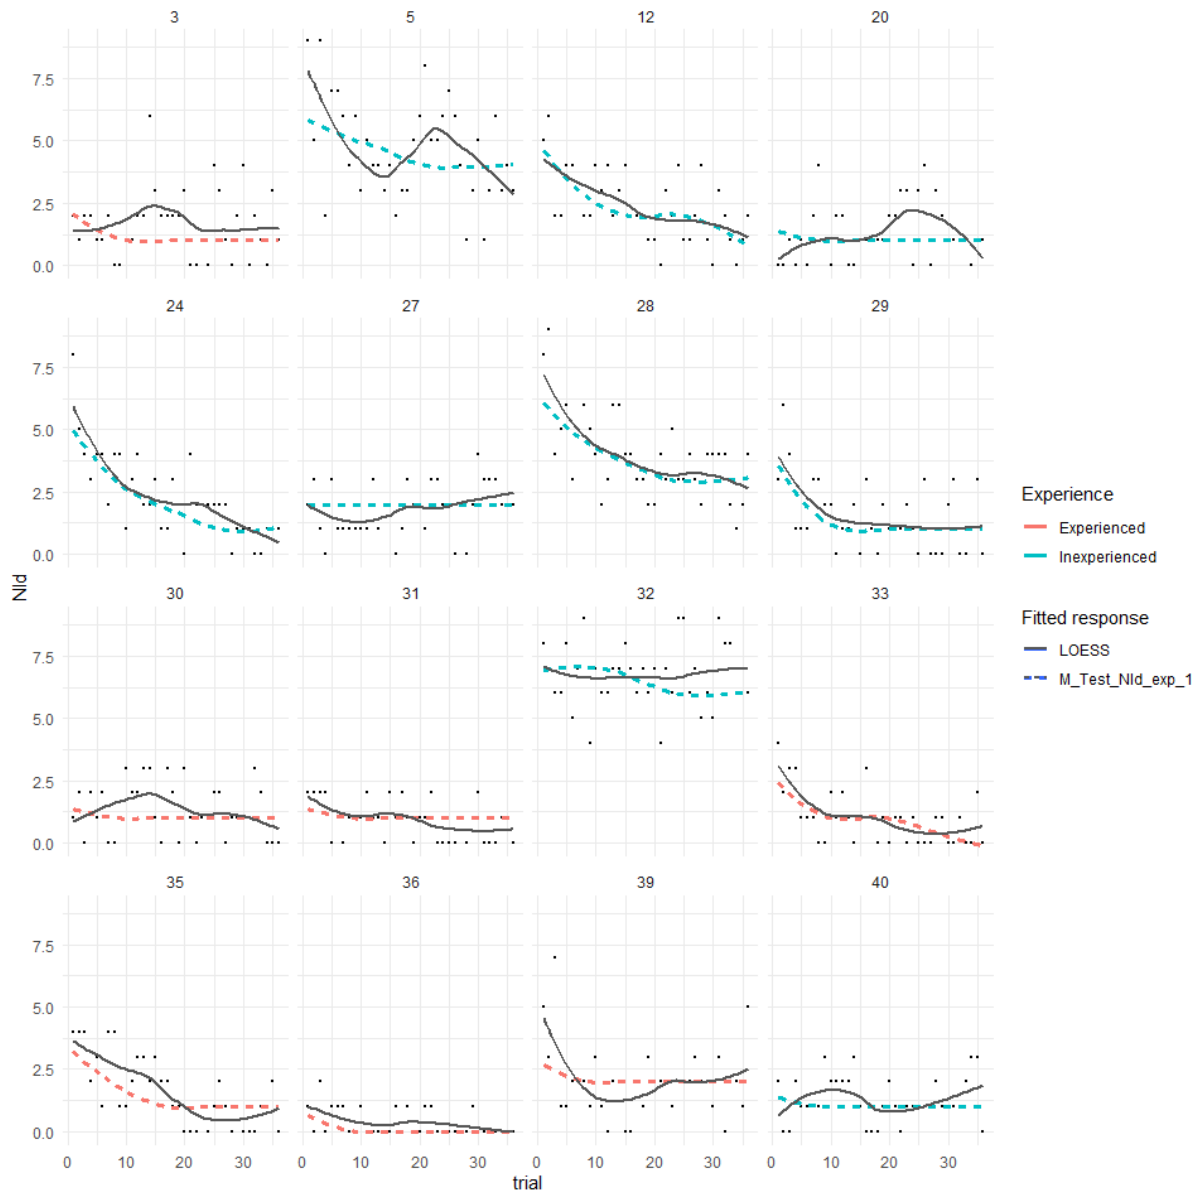 3 5 12 20
7.5
5.0
2.5
0.0
24 27 28 29
7.5
5.0
2.5
0.0
30 31 32 33
7.5
5.0
2.5
0.0
35 36 39 40
7.5
5.0
2.5
0.0
0 10 20 30 0 10 20 30 0 10 20 30 0 10 20 30
trial
Nld
Experience
Experienced
Inexperienced
Fitted response
LOESS
M_Test_Nld_exp_1